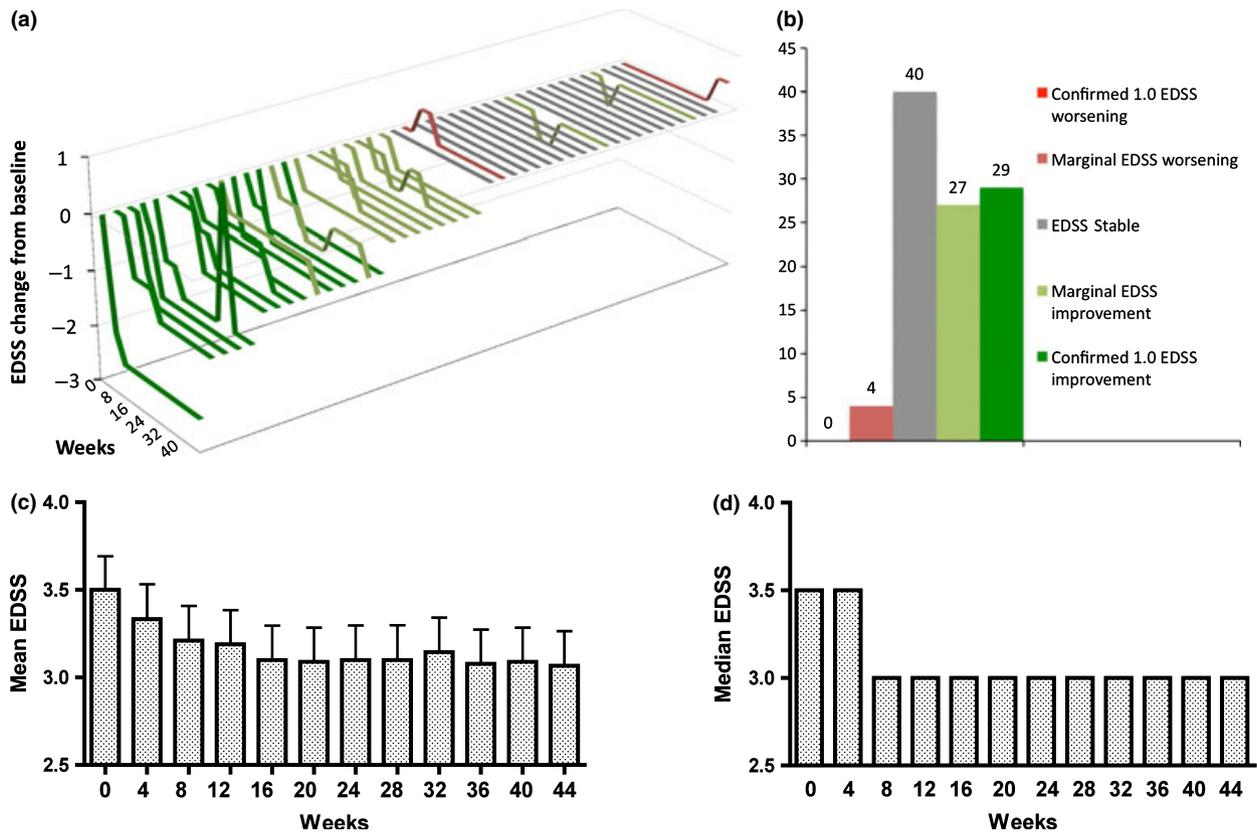 (a)
EDSS change from baseline
1
0
−1
−2
−3
0
8
16
24
32
40
Weeks
(b)
45
40
35
30
25
20
15
10
5
0
0
4
40
27
29
Confirmed 1.0 EDSS
worsening
Marginal EDSS worsening
EDSS Stable
Marginal EDSS
improvement
Confirmed 1.0 EDSS
improvement
(c)
Mean EDSS
4.0
3.5
3.0
2.5
0 4 8 12 16 20 24 28 32 36 40 44
Weeks
(d)
Median EDSS
4.0
3.5
3.0
2.5
0 4 8 12 16 20 24 28 32 36 40 44
Weeks